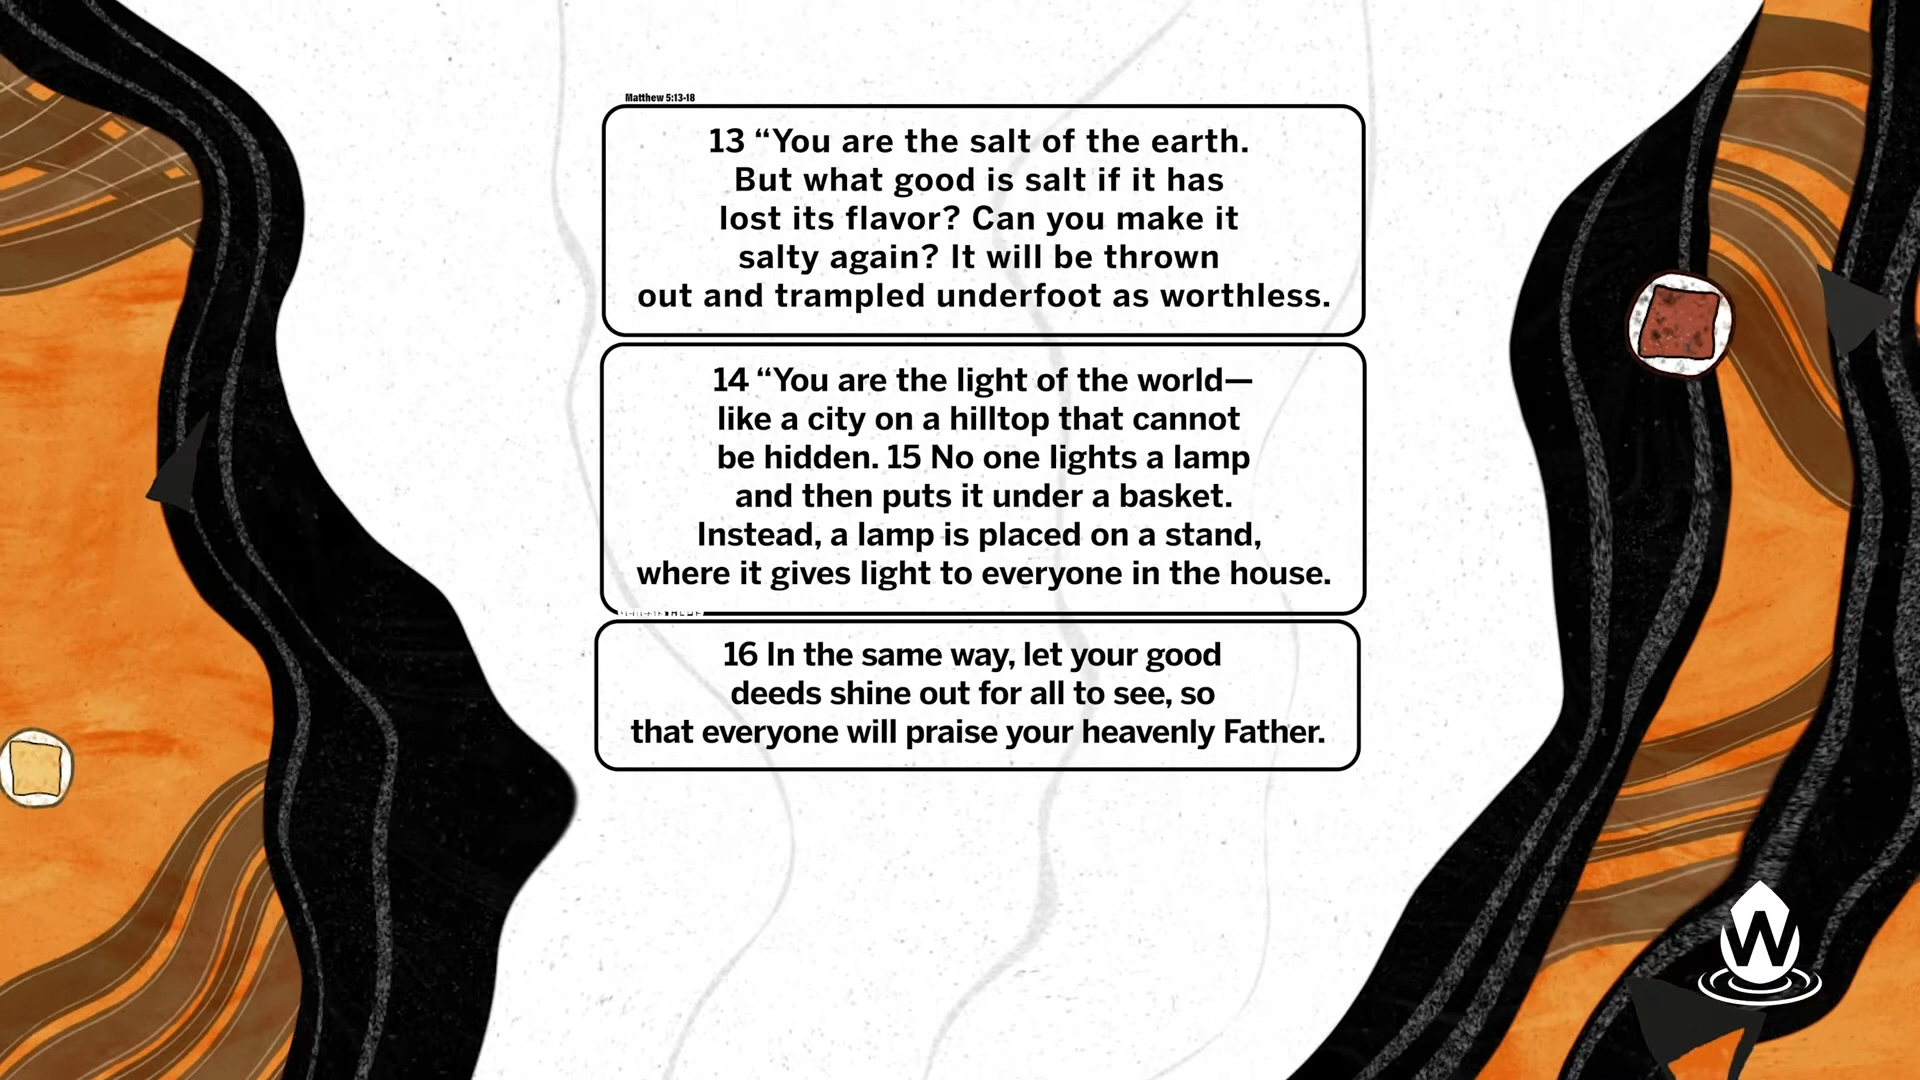 Matthew 5:13-18
13 “You are the salt of the earth.
But what good is salt if it has
lost its flavor? Can you make it
salty again? It will be thrown
out and trampled underfoot as worthless.
14 “You are the light of the world—
like a city on a hilltop that cannot
be hidden. 15 No one lights a lamp
and then puts it under a basket.
Instead, a lamp is placed on a stand,
where it gives light to everyone in the house.
16 In the same way, let your good
deeds shine out for all to see, so
that everyone will praise your heavenly Father.
W